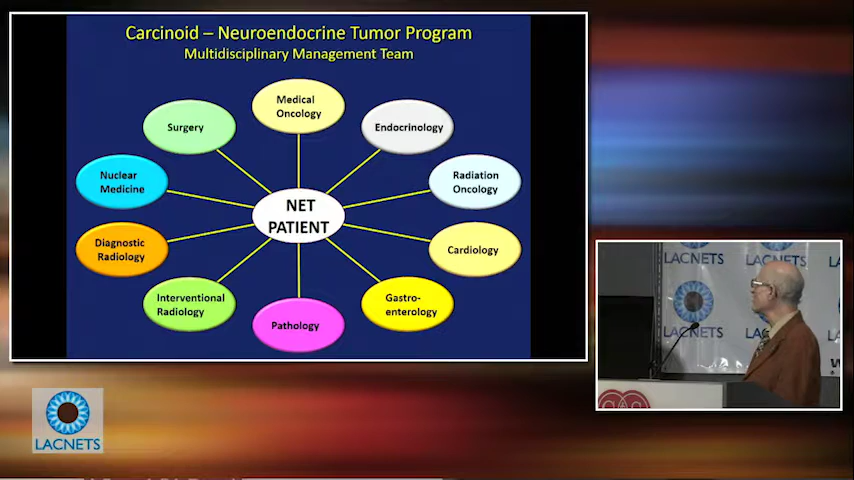 Carcinoid – Neuroendocrine Tumor Program
Multidisciplinary Management Team
Medical
Oncology
Surgery
Endocrinology
Nuclear
Medicine
Radiation
Oncology
NET
PATIENT
Diagnostic
Radiology
Cardiology
Interventional
Radiology
Gastro-
enterology
Pathology
LACNETS
LACNETS
LACNETS
LACNETS
LACNETS